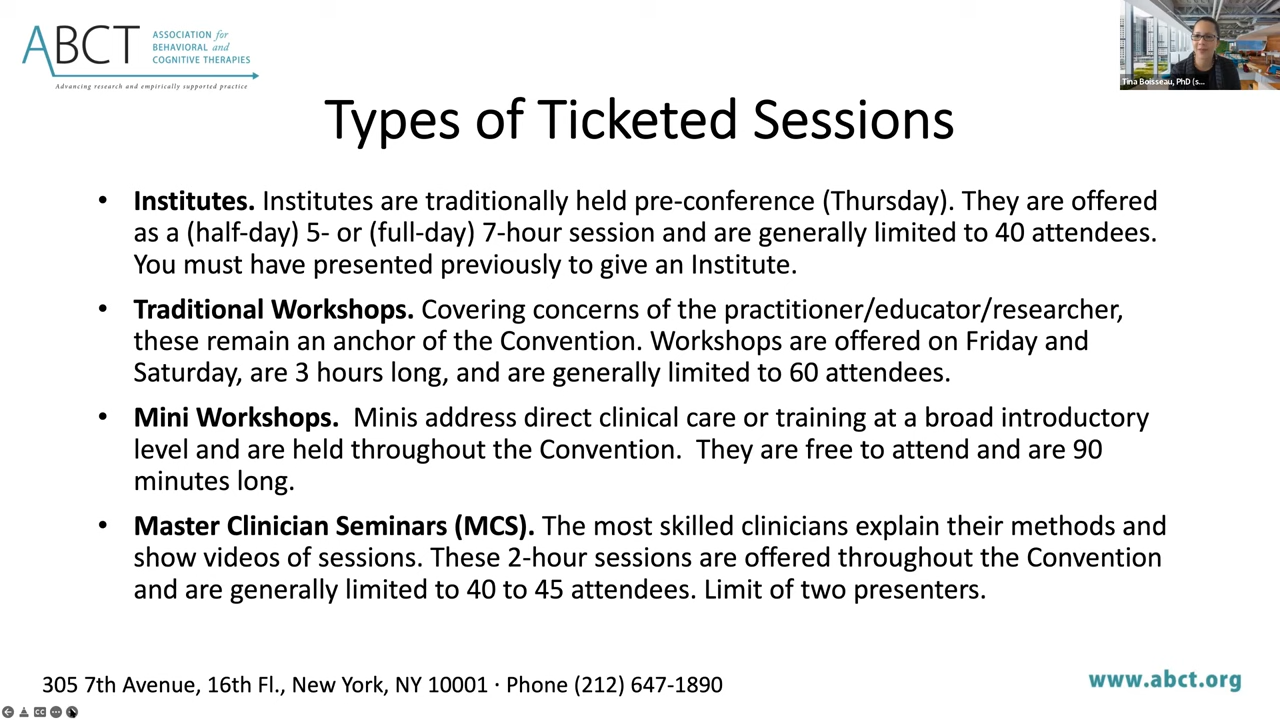 ABCT
ASSOCIATION for
BEHAVIORAL and
COGNITIVE THERAPIES
Advancing research and empirically supported practice
Tina Boisseau, PhD (s...
Types of Ticketed Sessions
• Institutes. Institutes are traditionally held pre-conference (Thursday). They are offered
as a (half-day) 5- or (full-day) 7-hour session and are generally limited to 40 attendees.
You must have presented previously to give an Institute.
• Traditional Workshops. Covering concerns of the practitioner/educator/researcher,
these remain an anchor of the Convention. Workshops are offered on Friday and
Saturday, are 3 hours long, and are generally limited to 60 attendees.
• Mini Workshops. Minis address direct clinical care or training at a broad introductory
level and are held throughout the Convention. They are free to attend and are 90
minutes long.
• Master Clinician Seminars (MCS). The most skilled clinicians explain their methods and
show videos of sessions. These 2-hour sessions are offered throughout the Convention
and are generally limited to 40 to 45 attendees. Limit of two presenters.
305 7th Avenue, 16th Fl., New York, NY 10001 · Phone (212) 647-1890
www.abct.org